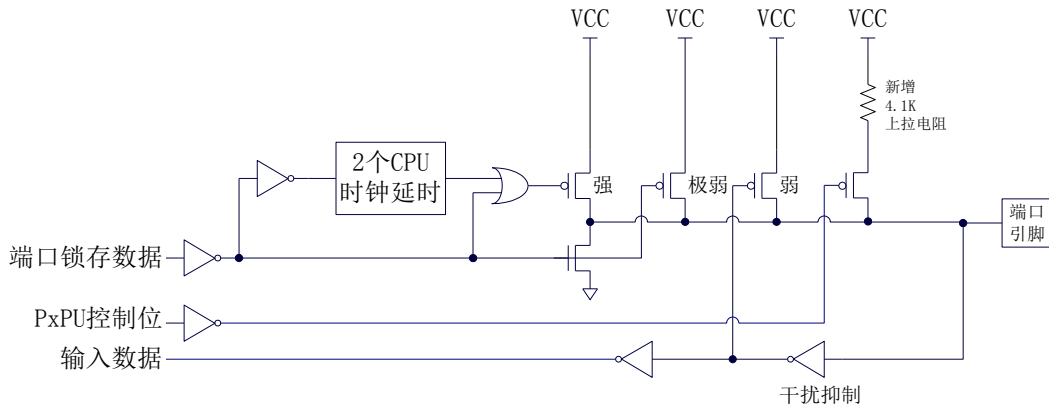 VCC
VCC
VCC
VCC
新增
4.1K
上拉电阻
2个CPU
时钟延时
强
极弱
弱
端口
引脚
端口锁存数据
PxPU控制位
输入数据
干扰抑制